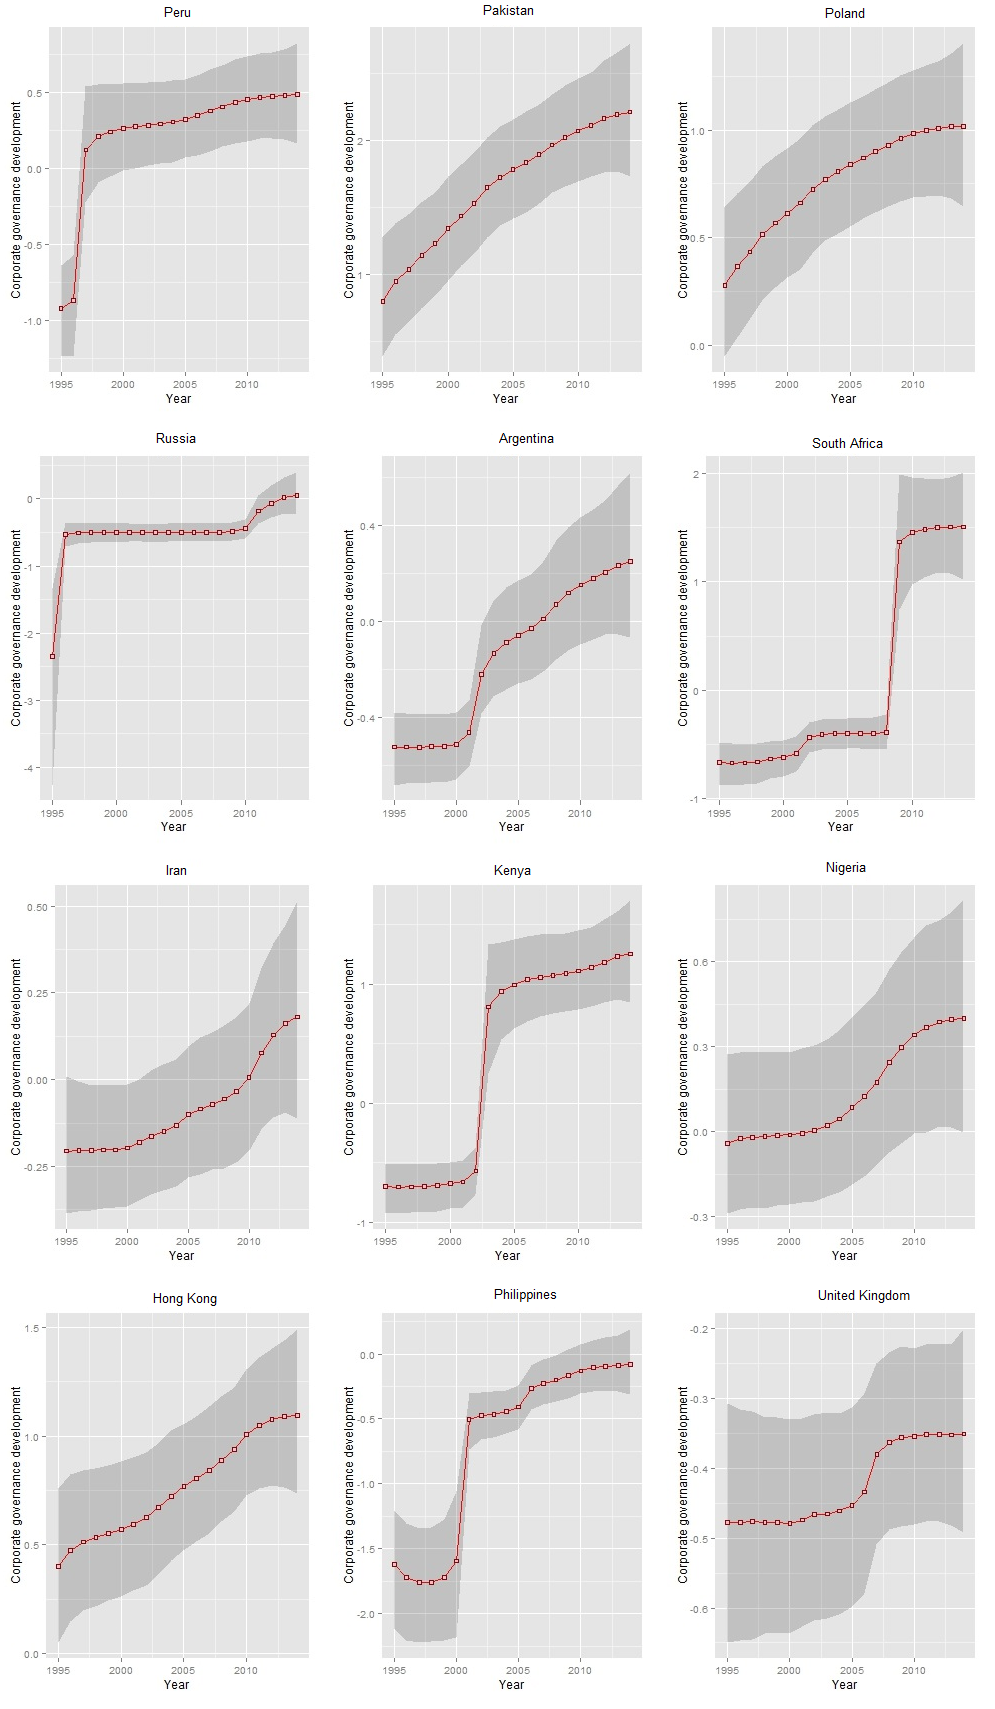 Peru
Pakistan
Poland
Corporate governance development
0.5
0.0
-0.5
-1.0
1995 2000 2005 2010
Year
Corporate governance development
2
1
1995 2000 2005 2010
Year
Corporate governance development
1.0
0.5
0.0
1995 2000 2005 2010
Year
Russia
Argentina
South Africa
Corporate governance development
0
-1
-2
-3
-4
1995 2000 2005 2010
Year
Corporate governance development
0.4
0.0
-0.4
1995 2000 2005 2010
Year
Corporate governance development
2
1
0
-1
1995 2000 2005 2010
Year
Iran
Kenya
Nigeria
Corporate governance development
0.50
0.25
0.00
-0.25
1995 2000 2005 2010
Year
Corporate governance development
1
0
-1
1995 2000 2005 2010
Year
Corporate governance development
0.6
0.3
0.0
-0.3
1995 2000 2005 2010
Year
Hong Kong
Philippines
United Kingdom
Corporate governance development
1.5
1.0
0.5
0.0
1995 2000 2005 2010
Year
Corporate governance development
0.0
-0.5
-1.0
-1.5
-2.0
1995 2000 2005 2010
Year
Corporate governance development
-0.2
-0.3
-0.4
-0.5
-0.6
1995 2000 2005 2010
Year